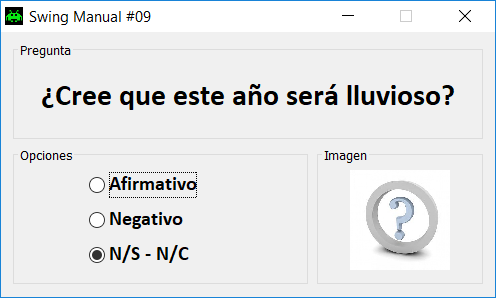 Swing Manual #09
Pregunta
¿Cree que este año será lluvioso?
Opciones
Afirmativo
Negativo
N/S - N/C
Imagen
?